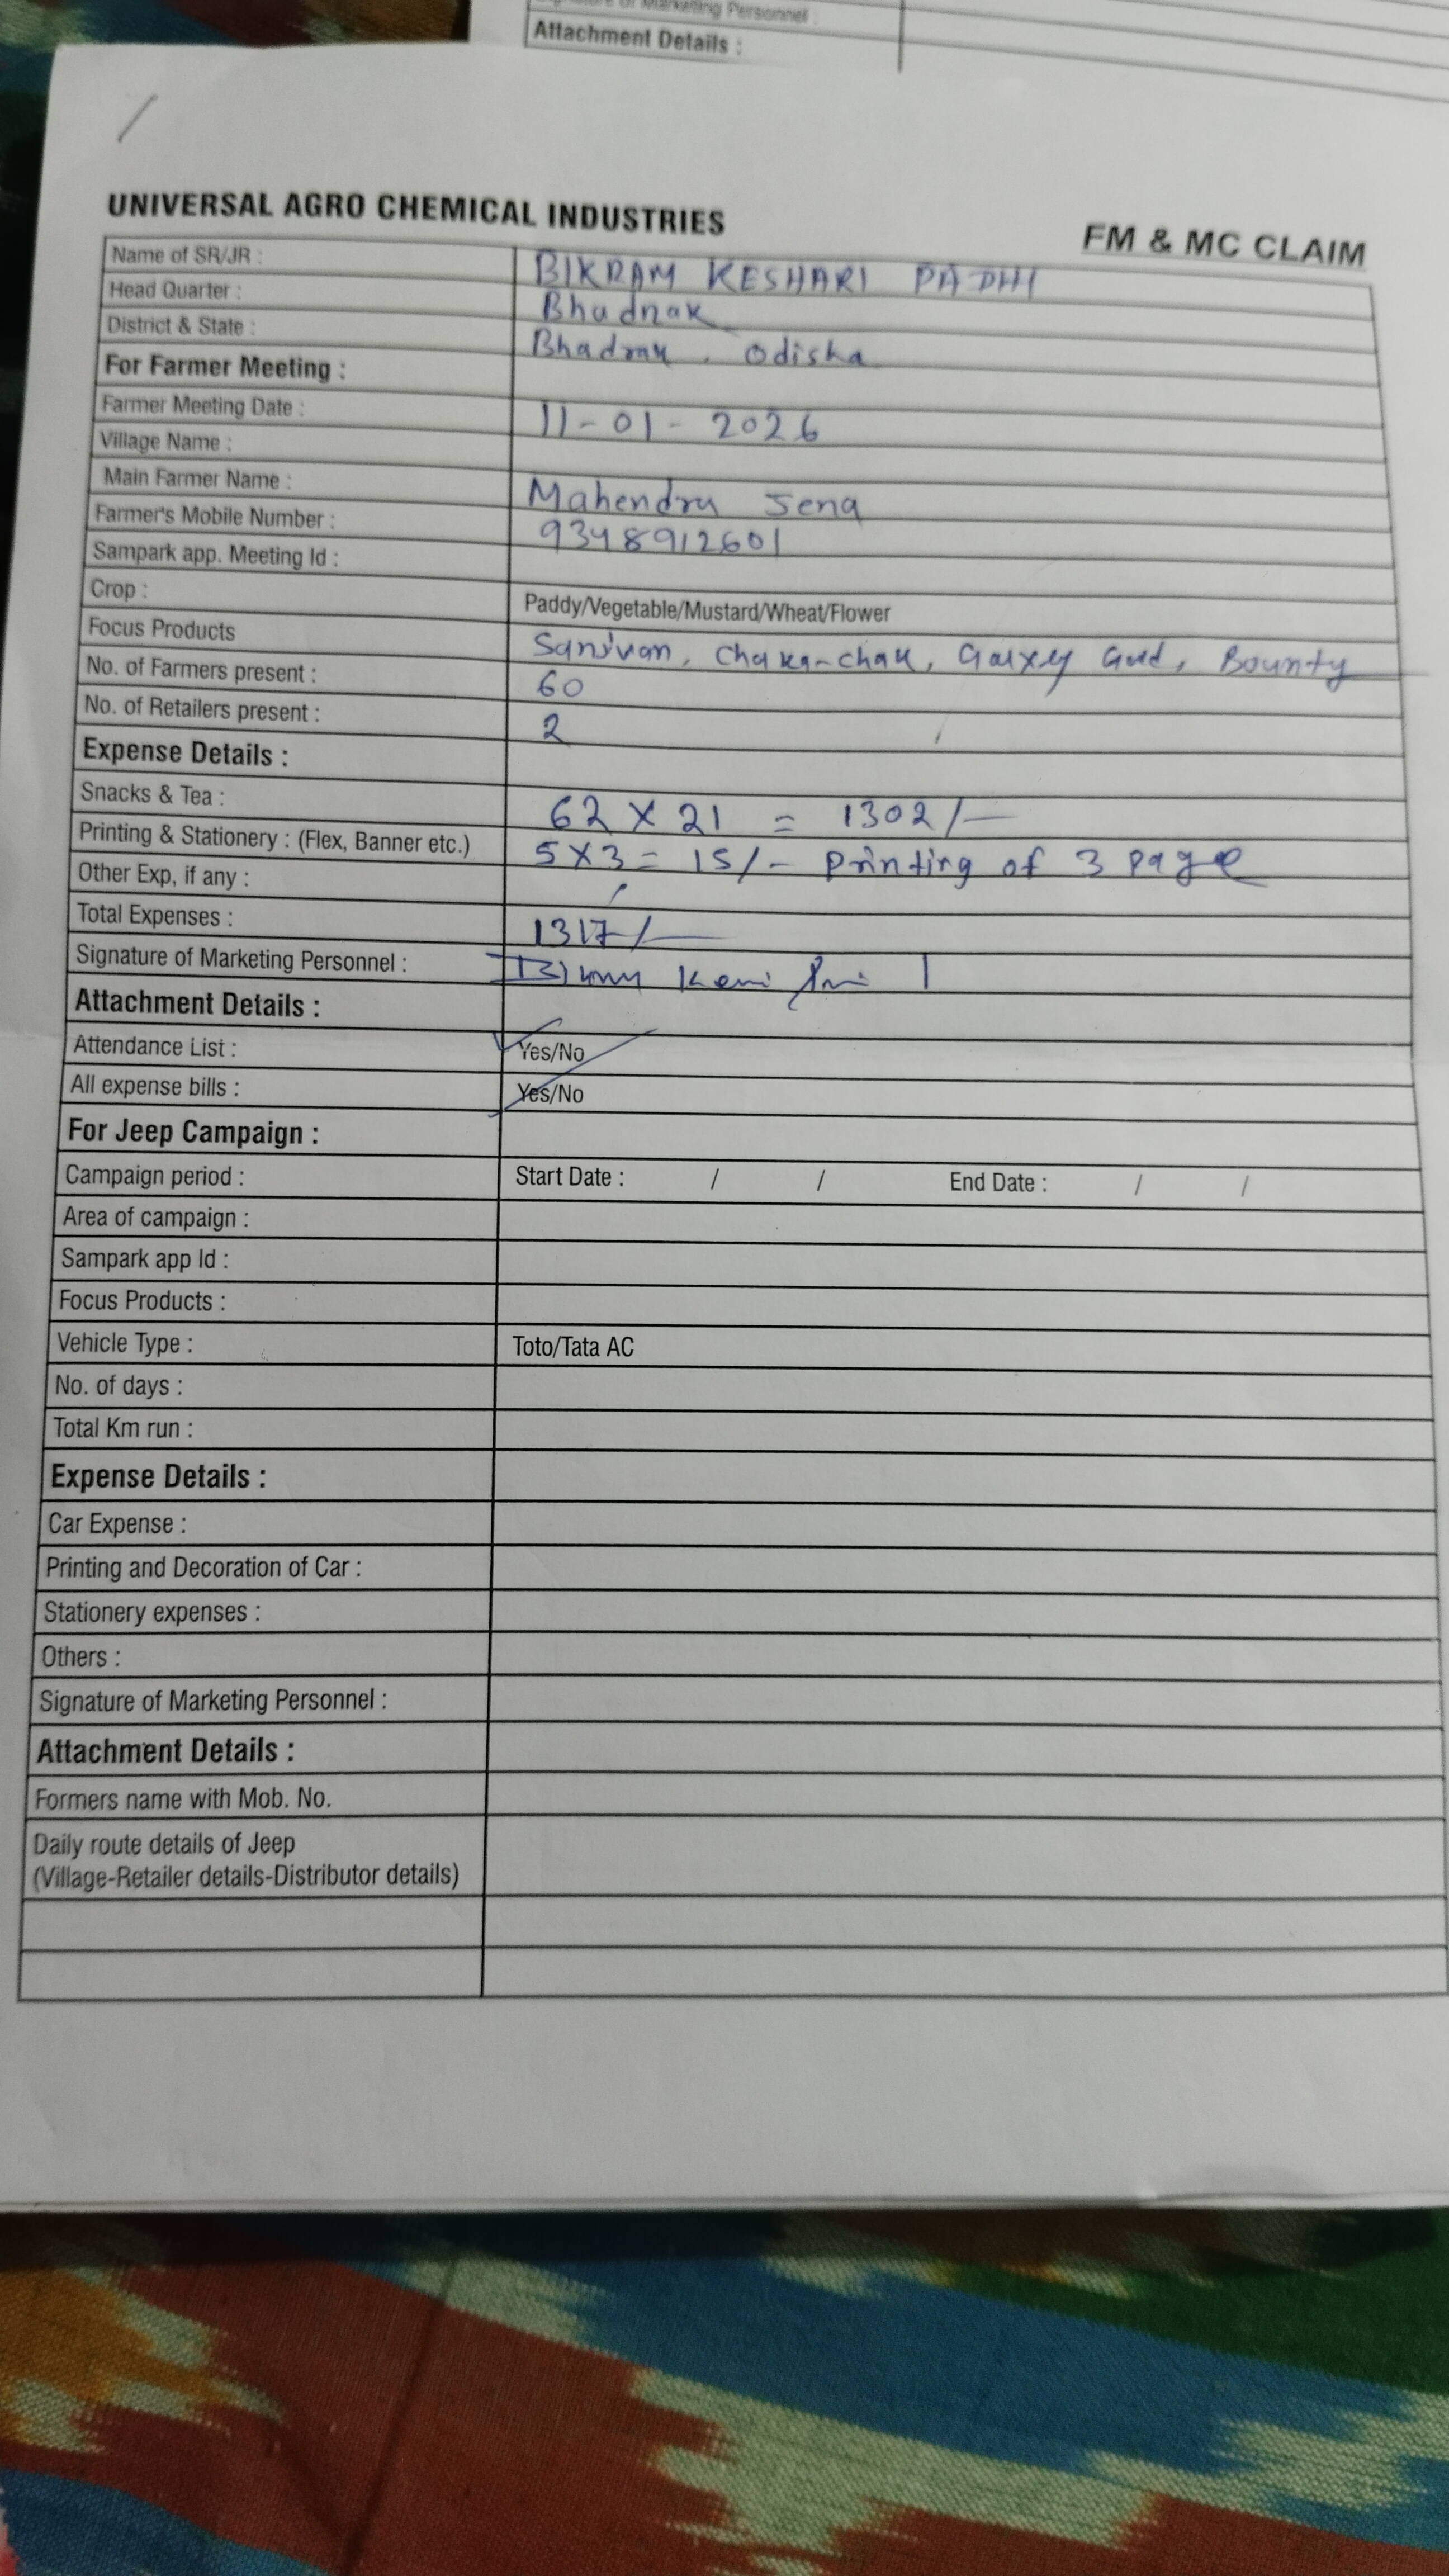 Signature of Marketing Personnel :
Attachment Details :
UNIVERSAL AGRO CHEMICAL INDUSTRIES
FM & MC CLAIM
Name of SR/JR : BIKRAM KESHARI PADHI
Head Quarter : Bhadrak
District & State : Bhadrak, Odisha
For Farmer Meeting :
Farmer Meeting Date : 11-01-2026
Village Name :
Main Farmer Name : Mahendra Jena
Farmer's Mobile Number : 9348912601
Sampark app. Meeting Id :
Crop : Paddy/Vegetable/Mustard/Wheat/Flower
Focus Products Sanjivan, Chaka-chak, Bounty
No. of Farmers present : 60
No. of Retailers present : 2
Expense Details :
Snacks & Tea : 62 X 21 = 1302/-
Printing & Stationery : (Flex, Banner etc.) 5X3 = 15/- Printing of 3 page
Other Exp, if any :
Total Expenses : 1317/-
Signature of Marketing Personnel :
Attachment Details :
Attendance List : Yes/No
All expense bills : Yes/No
For Jeep Campaign :
Campaign period : Start Date : / / End Date : / /
Area of campaign :
Sampark app Id :
Focus Products :
Vehicle Type : Toto/Tata AC
No. of days :
Total Km run :
Expense Details :
Car Expense :
Printing and Decoration of Car :
Stationery expenses :
Others :
Signature of Marketing Personnel :
Attachment Details :
Formers name with Mob. No.
Daily route details of Jeep
(Village-Retailer details-Distributor details)